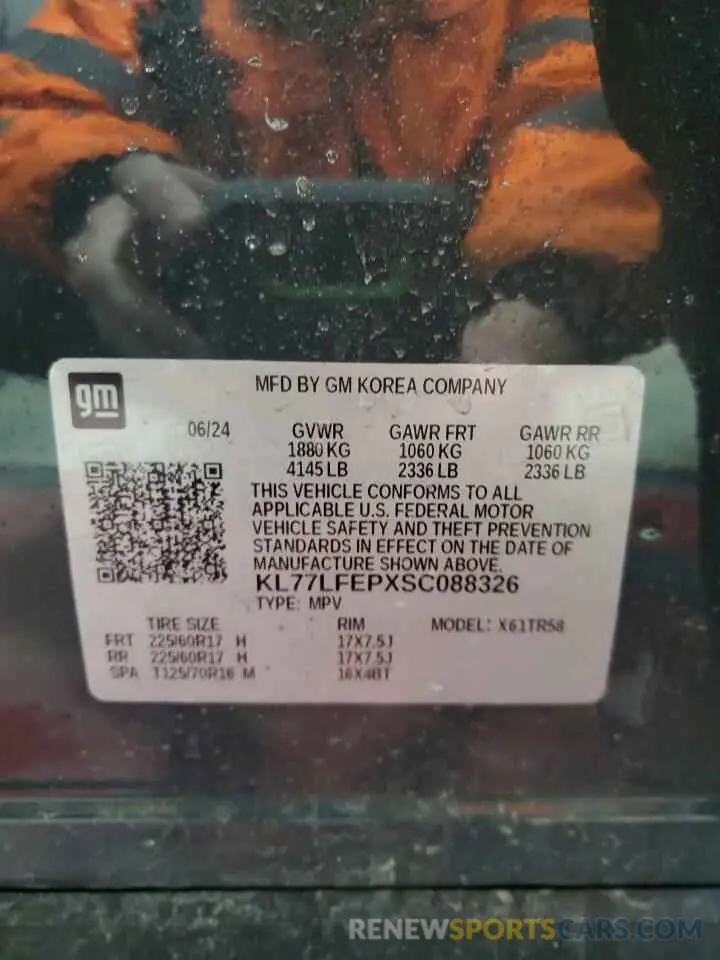 gm
MFD BY GM KOREA COMPANY
06/24 GVWR GAWR FRT GAWR RR
1880 KG 1060 KG 1060 KG
4145 LB 2336 LB 2336 LB
THIS VEHICLE CONFORMS TO ALL
APPLICABLE U.S. FEDERAL MOTOR
VEHICLE SAFETY AND THEFT PREVENTION
STANDARDS IN EFFECT ON THE DATE OF
MANUFACTURE SHOWN ABOVE.
KL77LFEPXSC088326
TYPE: MPV
TIRE SIZE RIM MODEL: X61TR58
FRT 225/60R17 H 17X7.5J
RR 225/60R17 H 17X7.5J
SPA T125/70R16 M 16X4BT
RENEWSPORTSCARS.COM